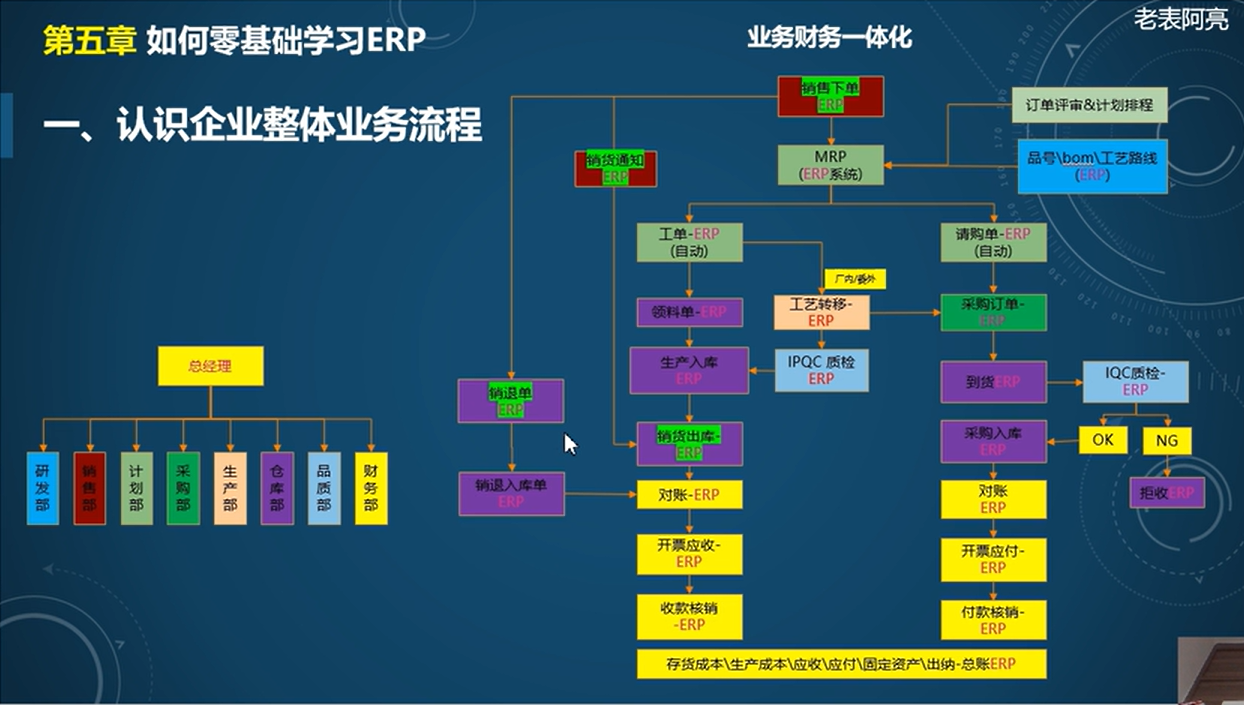 老表阿亮
第五章 如何零基础学习ERP
业务财务一体化
一、认识企业整体业务流程
销售下单
ERP
订单评审&计划排程
销货通知
ERP
MRP
(ERP系统)
品号\bom\工艺路线
(ERP)
工单-ERP
(自动)
请购单-ERP
(自动)
厂内/委外
领料单-ERP
工艺转移-
ERP
采购订单-
ERP
生产入库
ERP
IPQC 质检
ERP
到货ERP
IQC质检-
ERP
总经理
销退单
ERP
销货出库-
ERP
采购入库
ERP
OK
NG
研发部
销售部
计划部
采购部
生产部
仓库部
品质部
财务部
销退入库单
ERP
对账-ERP
对账
ERP
拒收ERP
开票应收-
ERP
开票应付-
ERP
收款核销
-ERP
付款核销-
ERP
存货成本\生产成本\应收\应付\固定资产\出纳-总账ERP